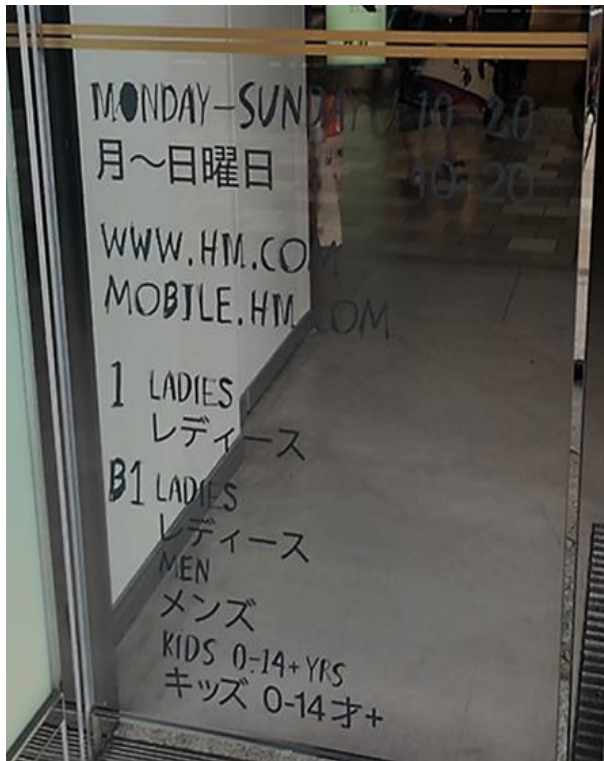 MONDAY-SUNDAY 10-20
月～日曜日 10-20
WWW.HM.COM
MOBILE.HM.COM
1 LADIES
レディース
B1 LADIES
レディース
MEN
メンズ
KIDS 0-14+YRS
キッズ 0-14才+